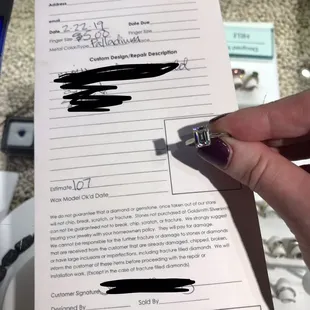 Address
email
Date 2.22.19 Date Due
Finger Size 5.00 Finger Size
Metal Color/Type Palladium
Custom Design/Repair Description
Estimate 107
Wax Model Ok'd Date
We do not guarantee that a diamond or gemstone, once taken out of store
will not chip, break, scratch, or fracture. Stones not purchased at Goldsmith Silversmith
can not be guaranteed not to break, chip, scratch, or fracture. We strongly suggest
insuring your jewelry with your homeowners policy. They will pay for damage.
We cannot be responsible for the further fracture or damage to stones or diamonds
that are received from the customer that are already damaged, chipped, broken,
or have large inclusions or imperfections, including fracture filled diamonds. We will
inform the customer of these items before proceeding with the repair or
installation work. (Except in the case of fracture filled diamonds).
Customer Signature
Designed By Sold By